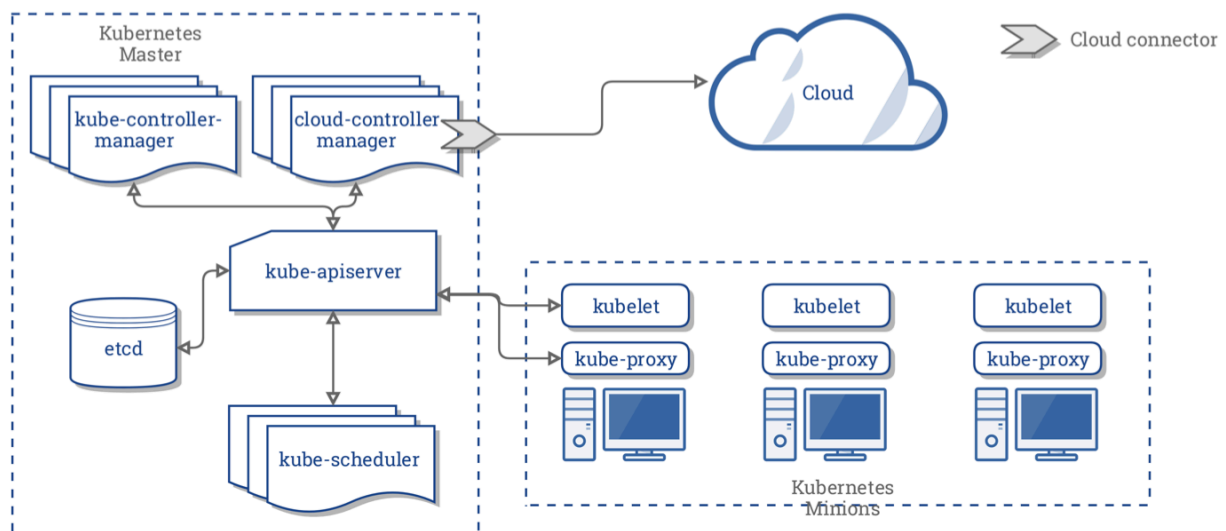 Kubernetes
Master
kube-controller-
manager
cloud-controller
manager
Cloud
Cloud connector
kube-apiserver
etcd
kube-scheduler
kubelet
kubelet
kubelet
kube-proxy
kube-proxy
kube-proxy
Kubernetes
Minions